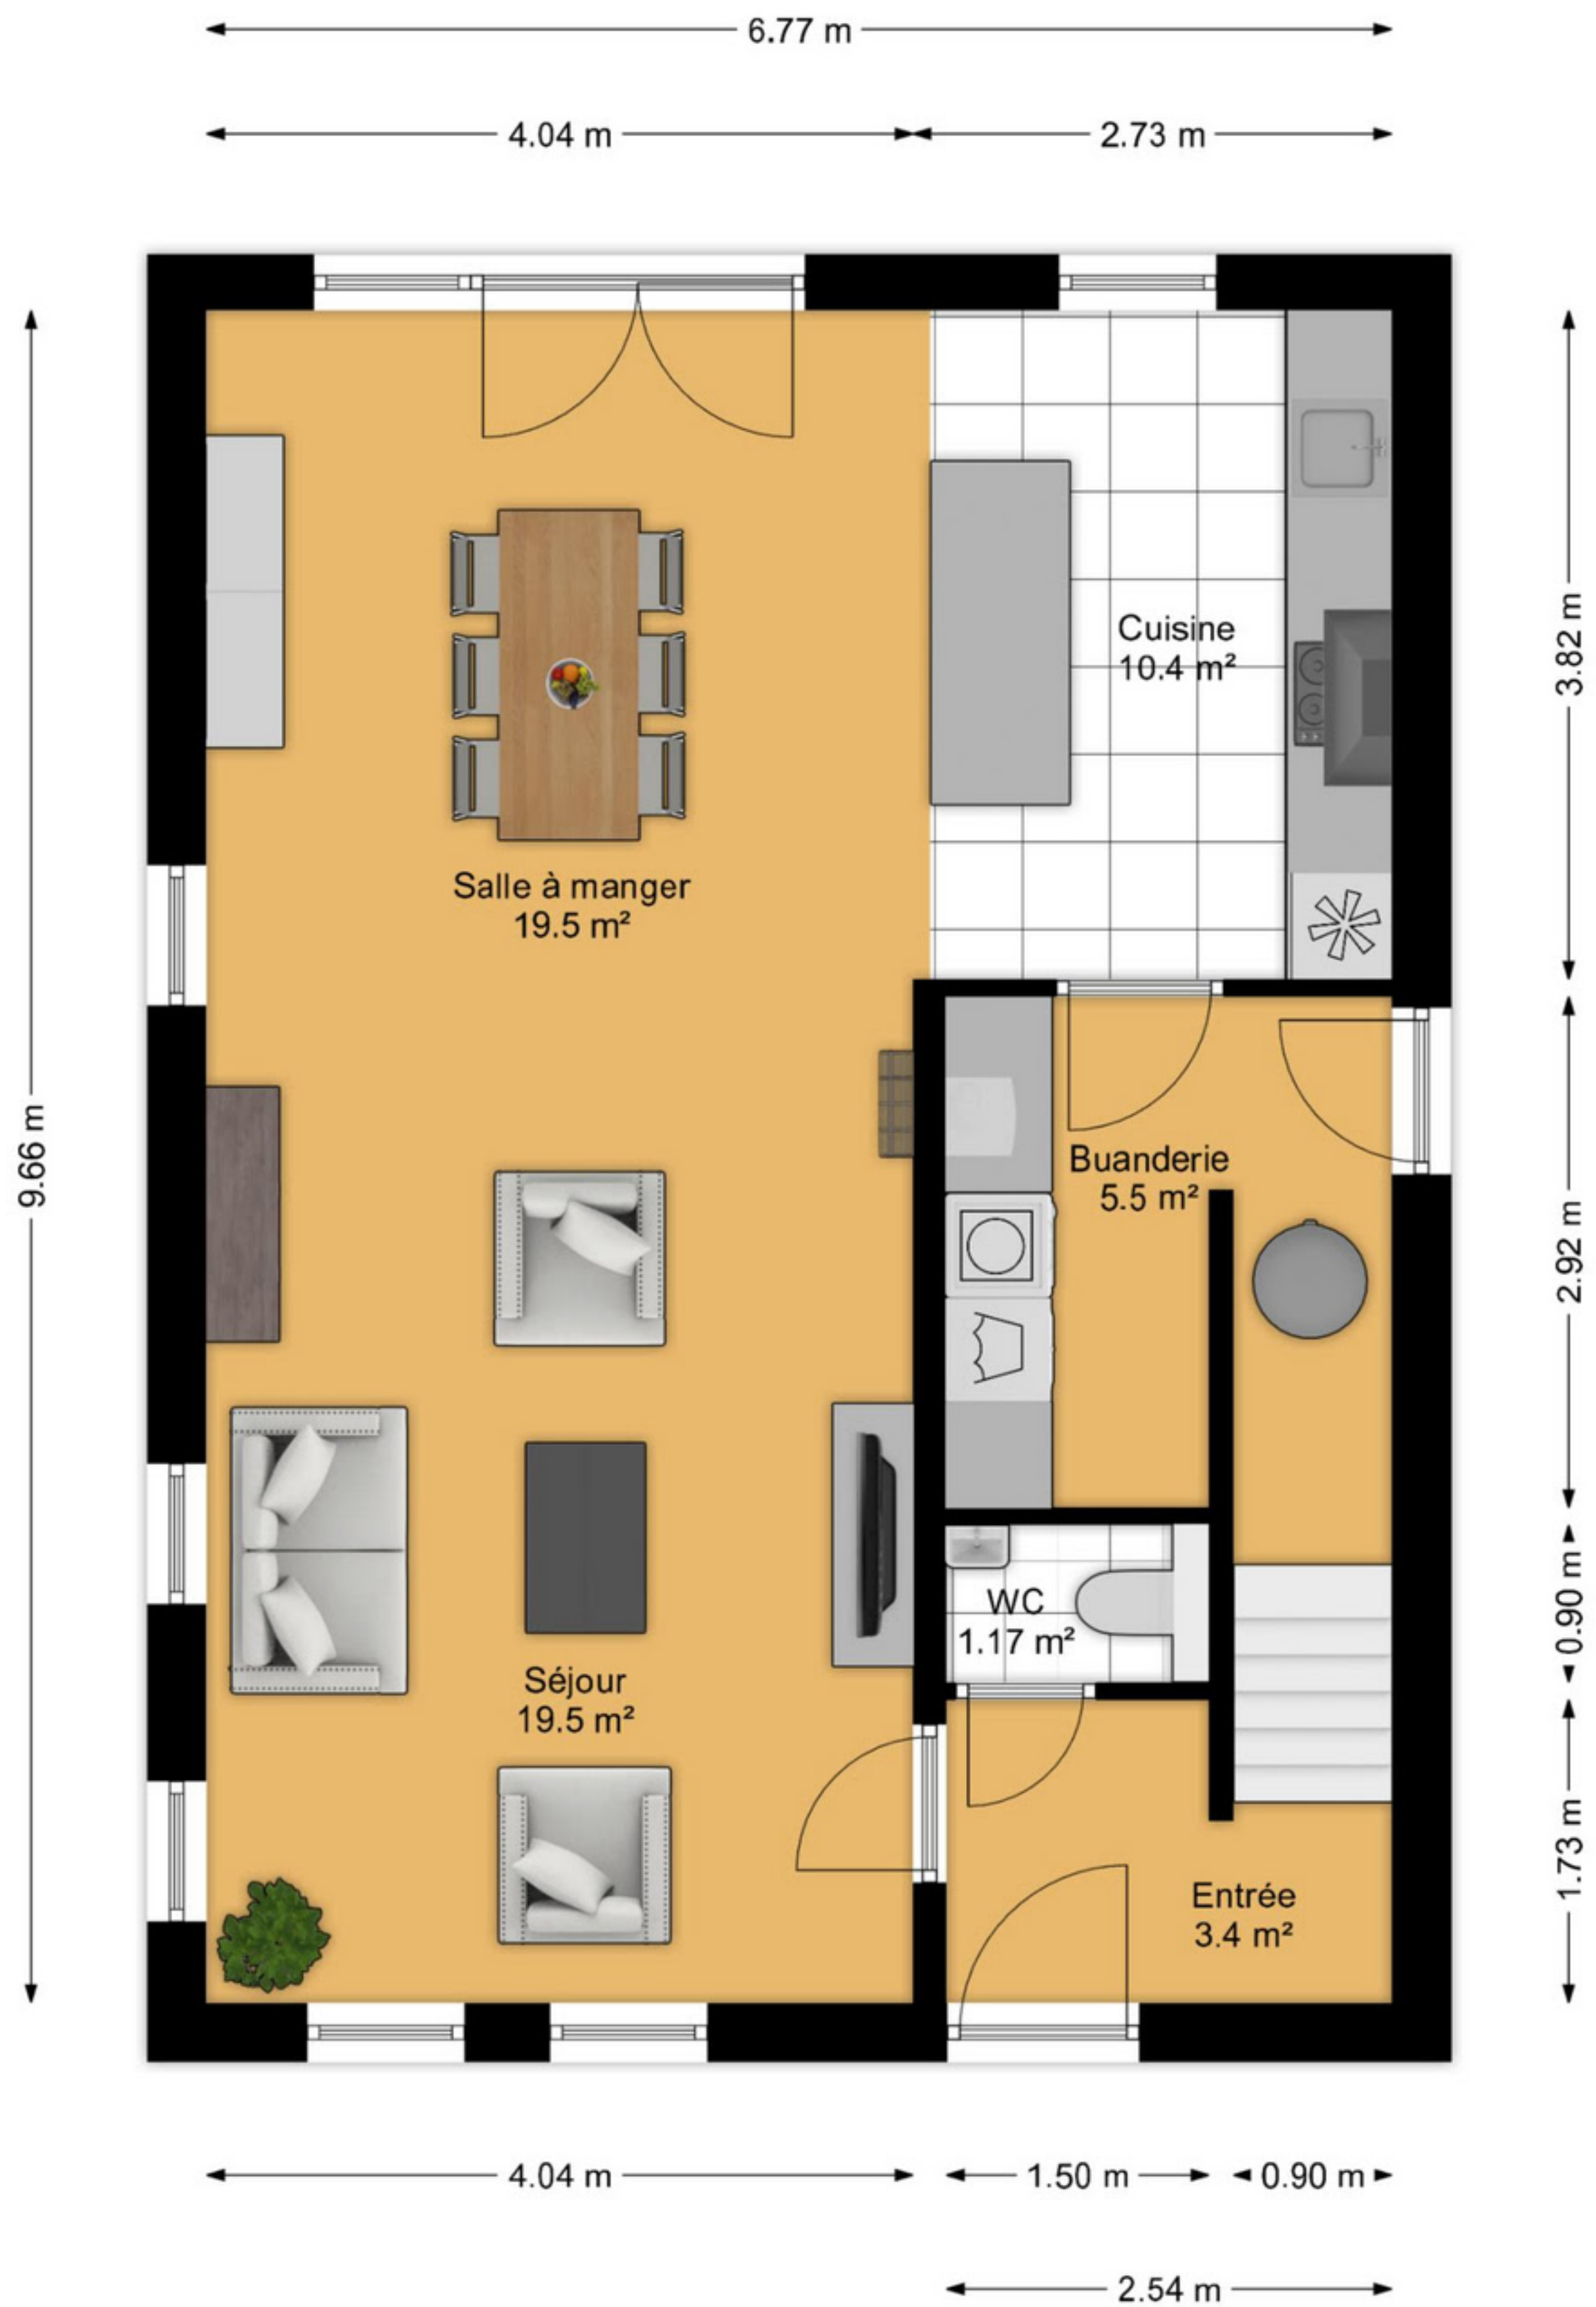 6.77 m
4.04 m
2.73 m
Cuisine
10.4 m²
3.82 m
Salle à manger
19.5 m²
9.66 m
Buanderie
5.5 m²
2.92 m
WC
1.17 m²
0.90 m
Séjour
19.5 m²
1.73 m
Entrée
3.4 m²
4.04 m
1.50 m
0.90 m
2.54 m